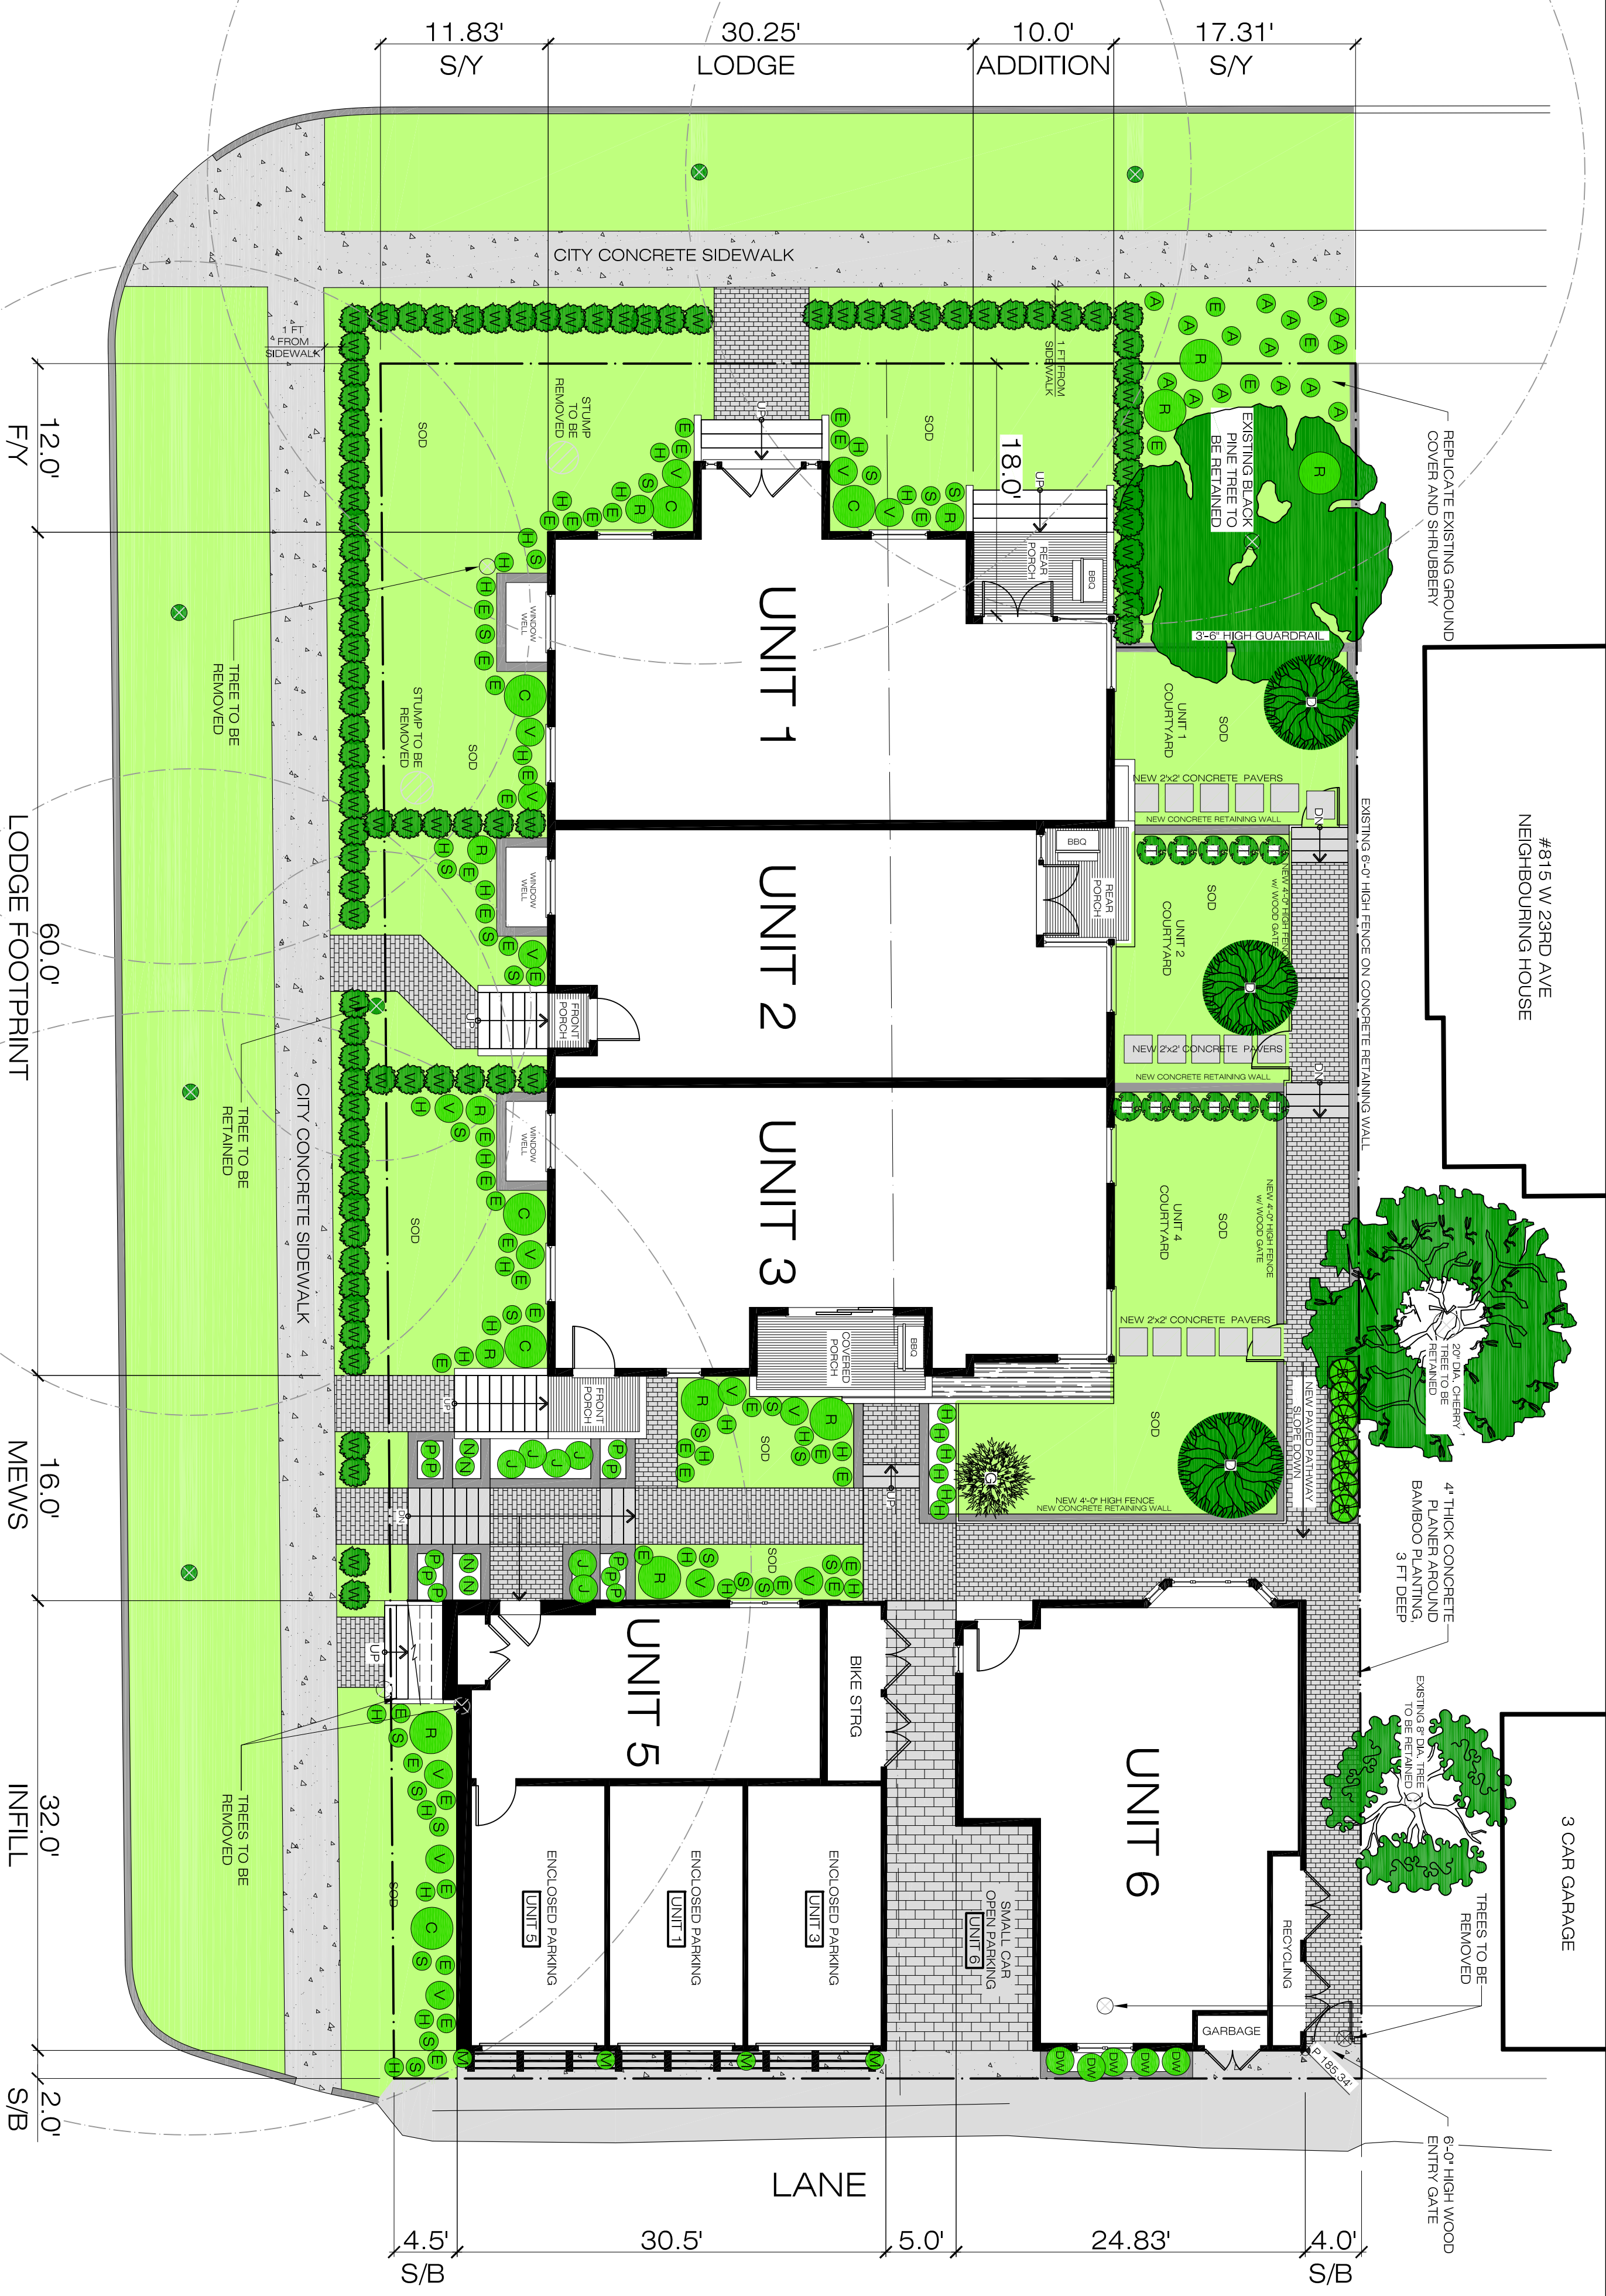 11.83'
S/Y
30.25'
LODGE
10.0'
ADDITION
17.31'
S/Y
CITY CONCRETE SIDEWALK
1 FT
FROM
SIDEWALK
1 FT FROM
SIDEWALK
12.0'
F/Y
18.0'
SOD
STUMP
TO BE
REMOVED
SOD
UP
UP
REAR
PORCH
BBQ
EXISTING BLACK
PINE TREE TO
BE RETAINED
REPLICATE EXISTING GROUND
COVER AND SHRUBBERY
3'-6" HIGH GUARDRAIL
TREE TO BE
REMOVED
STUMP TO BE
REMOVED
SOD
WINDOW
WELL
UNIT 1
UNIT 1
COURTYARD
SOD
NEW 2'x2' CONCRETE PAVERS
NEW CONCRETE RETAINING WALL
DN
EXISTING 6'-0" HIGH FENCE ON CONCRETE RETAINING WALL
#815 W 23RD AVE
NEIGHBOURING HOUSE
60.0'
LODGE FOOTPRINT
TREE TO BE
RETAINED
CITY CONCRETE SIDEWALK
WINDOW
WELL
UP
FRONT
PORCH
UNIT 2
BBQ
REAR
PORCH
UNIT 2
COURTYARD
SOD
NEW 4'-0" HIGH FENCE
w/ WOOD GATE
NEW 2'x2' CONCRETE PAVERS
NEW CONCRETE RETAINING WALL
DN
SOD
WINDOW
WELL
UNIT 3
COVERED
PORCH
BBQ
UNIT 4
COURTYARD
SOD
NEW 4'-0" HIGH FENCE
w/ WOOD GATE
NEW 2'x2' CONCRETE PAVERS
20" DIA. CHERRY
TREE TO BE
RETAINED
16.0'
MEWS
UP
FRONT
PORCH
SOD
SOD
NEW PAVED PATHWAY
SLOPE DOWN
NEW 4'-0" HIGH FENCE
NEW CONCRETE RETAINING WALL
UP
DN
SOD
4" THICK CONCRETE
PLANER AROUND
BAMBOO PLANTING,
3 FT DEEP
32.0'
INFILL
UP
TREES TO BE
REMOVED
SOD
UNIT 5
BIKE STRG
UNIT 6
EXISTING 8" DIA. TREE
TO BE RETAINED
3 CAR GARAGE
ENCLOSED PARKING
UNIT 5
ENCLOSED PARKING
UNIT 1
ENCLOSED PARKING
UNIT 3
SMALL CAR
OPEN PARKING
UNIT 6
RECYCLING
GARBAGE
TREES TO BE
REMOVED
P 185.34'
6'-0" HIGH WOOD
ENTRY GATE
2.0'
S/B
LANE
4.5'
S/B
30.5'
5.0'
24.83'
4.0'
S/B